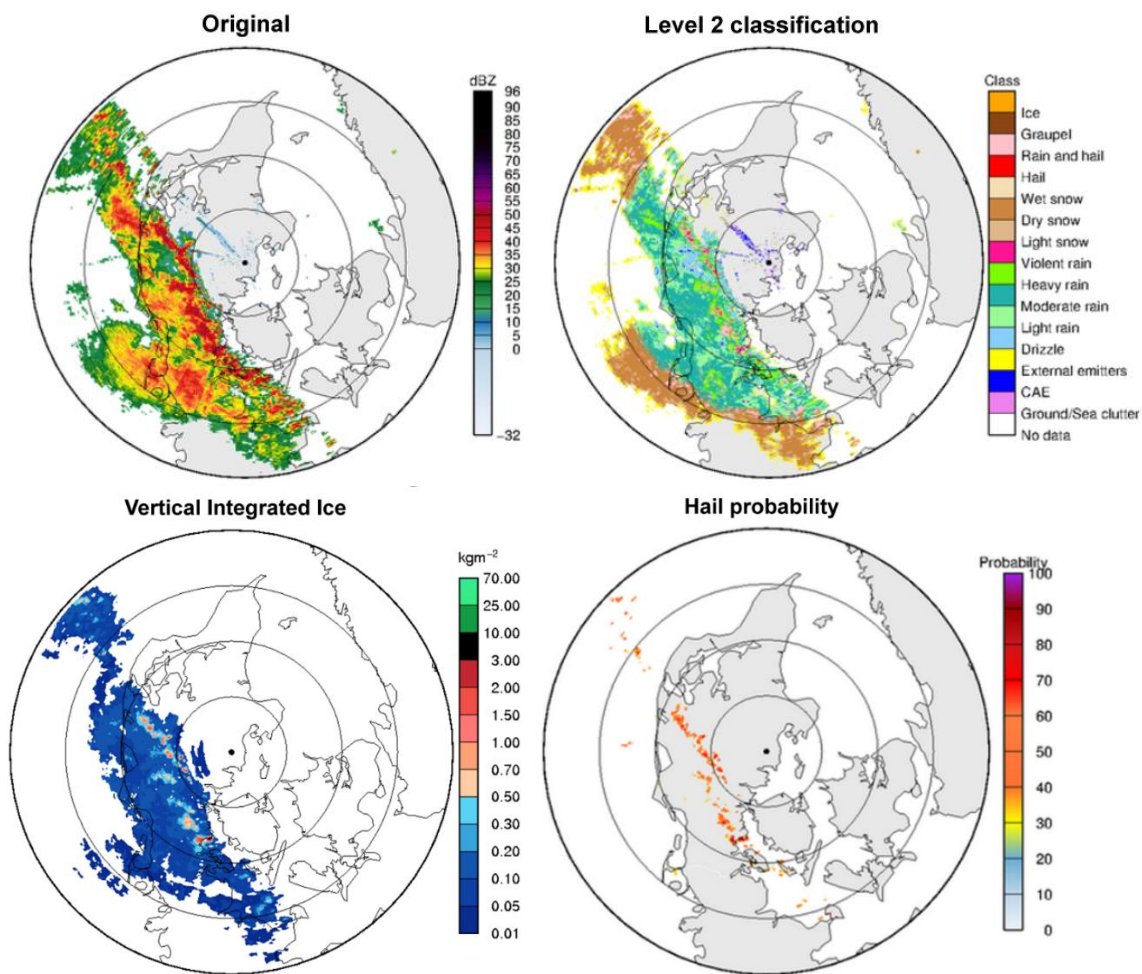 Original
dBZ
96
95
90
85
80
75
70
65
60
55
50
45
40
35
30
25
20
15
10
5
0
−32
Level 2 classification
Class
Ice
Graupel
Rain and hail
Hail
Wet snow
Dry snow
Light snow
Violent rain
Heavy rain
Moderate rain
Light rain
Drizzle
External emitters
CAE
Ground/Sea clutter
No data
Vertical Integrated Ice
kgm−2
70.00
25.00
10.00
3.00
2.00
1.50
1.00
0.70
0.50
0.30
0.20
0.10
0.05
0.01
Hail probability
Probability
100
90
80
70
60
50
40
30
20
10
0